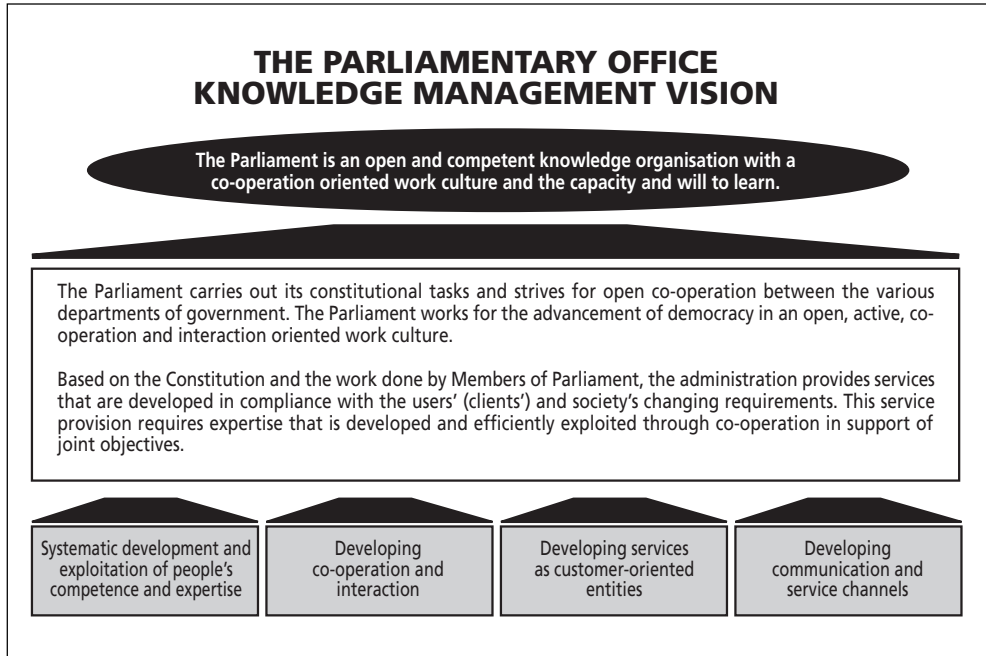 THE PARLIAMENTARY OFFICE
KNOWLEDGE MANAGEMENT VISION
The Parliament is an open and competent knowledge organisation with a
co-operation oriented work culture and the capacity and will to learn.
The Parliament carries out its constitutional tasks and strives for open co-operation between the various
departments of government. The Parliament works for the advancement of democracy in an open, active, co-
operation and interaction oriented work culture.
Based on the Constitution and the work done by Members of Parliament, the administration provides services
that are developed in compliance with the users’ (clients’) and society’s changing requirements. This service
provision requires expertise that is developed and efficiently exploited through co-operation in support of
joint objectives.
Systematic development and
exploitation of people’s
competence and expertise
Developing
co-operation and
interaction
Developing services
as customer-oriented
entities
Developing
communication and
service channels